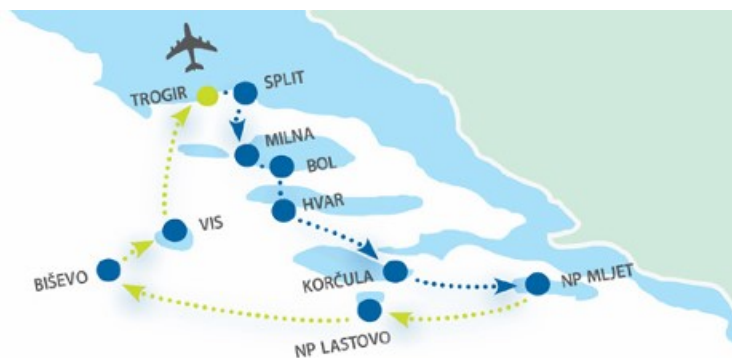 SPLIT
TROGIR
MILNA
BOL
HVAR
VIS
BIŠEVO
KORČULA
NP MLJET
NP LASTOVO